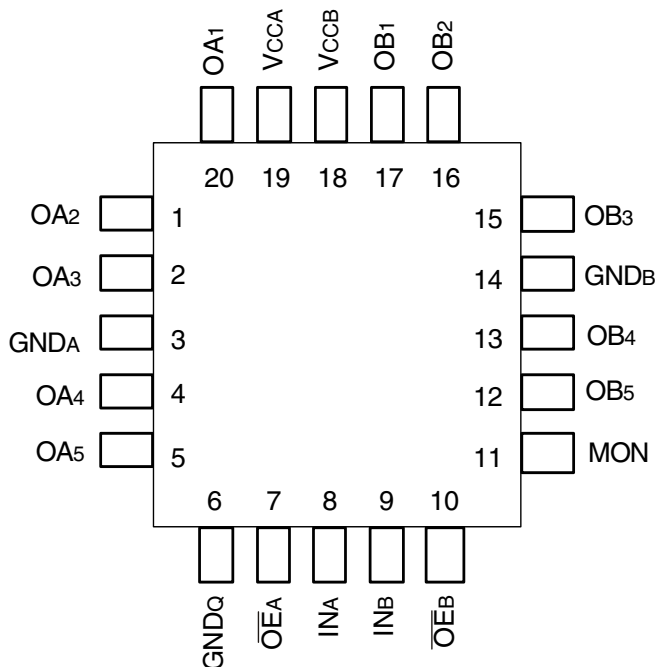 OA1 VCCA VCCB OB1 OB2
20 19 18 17 16
OA2 1 15 OB3
OA3 2 14 GNDB
GNDA 3 13 OB4
OA4 4 12 OB5
OA5 5 11 MON
6 7 8 9 10
GNDQ O̅E̅A INA INB O̅E̅B